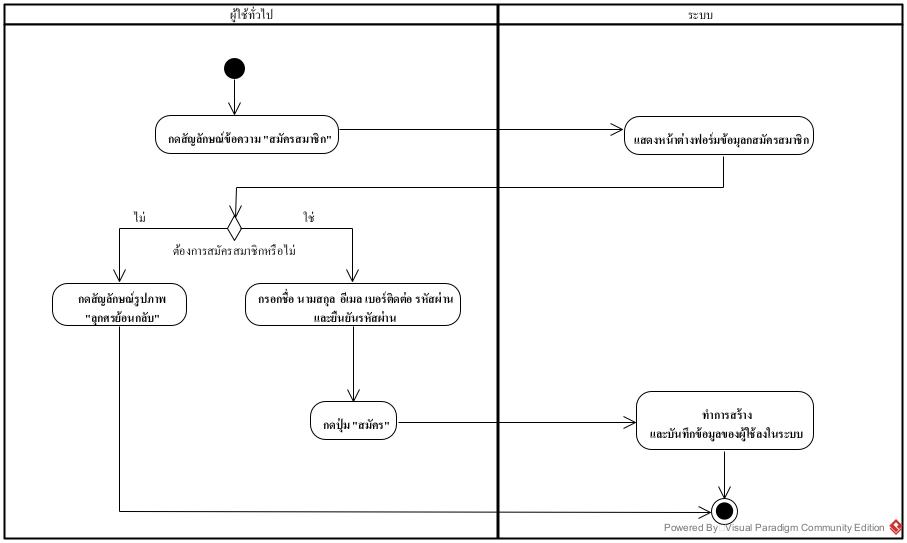 ผู้ใช้ทั่วไป
ระบบ
กดสัญลักษณ์ข้อความ "สมัครสมาชิก"
แสดงหน้าต่างฟอร์มข้อมุลกสมัครสมาชิก
ไม่
ใช่
ต้องการสมัครสมาชิกหรือไม่
กดสัญลักษณ์รูปภาพ
"ลูกศรย้อนกลับ"
กรอกชื่อ นามสกุล อีเมล เบอร์ติดต่อ รหัสผ่าน
และยืนยันรหัสผ่าน
กดปุ่ม "สมัคร"
ทำการสร้าง
และบันทึกข้อมูลของผู้ใช้ลงในระบบ
Powered By: Visual Paradigm Community Edition